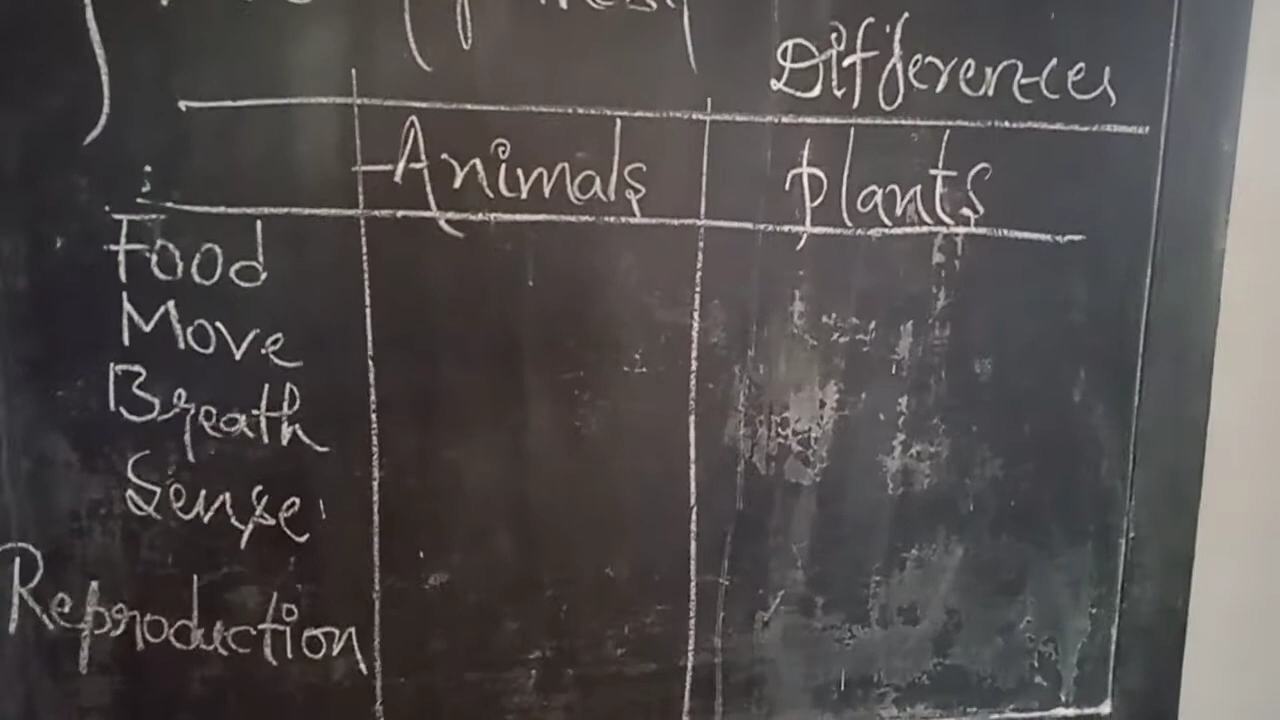 Differences
Animals plants
Food
Move
Breath
Sense
Reproduction